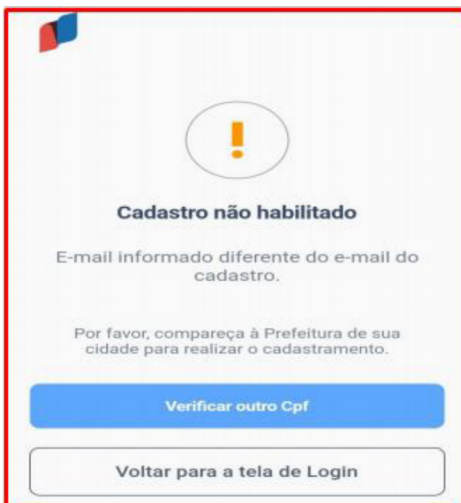 Cadastro não habilitado
E-mail informado diferente do e-mail do
cadastro.
Por favor, compareça à Prefeitura de sua
cidade para realizar o cadastramento.
Verificar outro Cpf
Voltar para a tela de Login